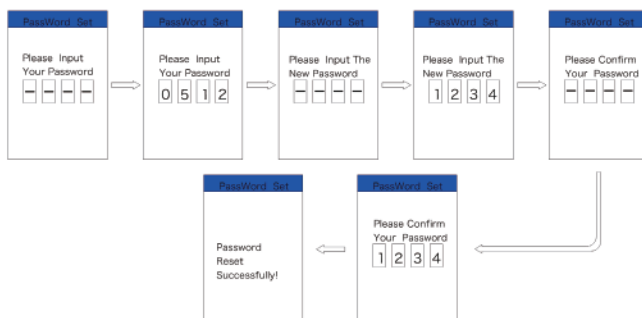 PassWord Set
Please Input
Your Password
– – – –
PassWord Set
Please Input
Your Password
0 5 1 2
PassWord Set
Please Input The
New Password
– – – –
PassWord Set
Please Input The
New Password
1 2 3 4
PassWord Set
Please Confirm
Your Password
– – – –
PassWord Set
Please Confirm
Your Password
1 2 3 4
PassWord Set
Password
Reset
Successfully!